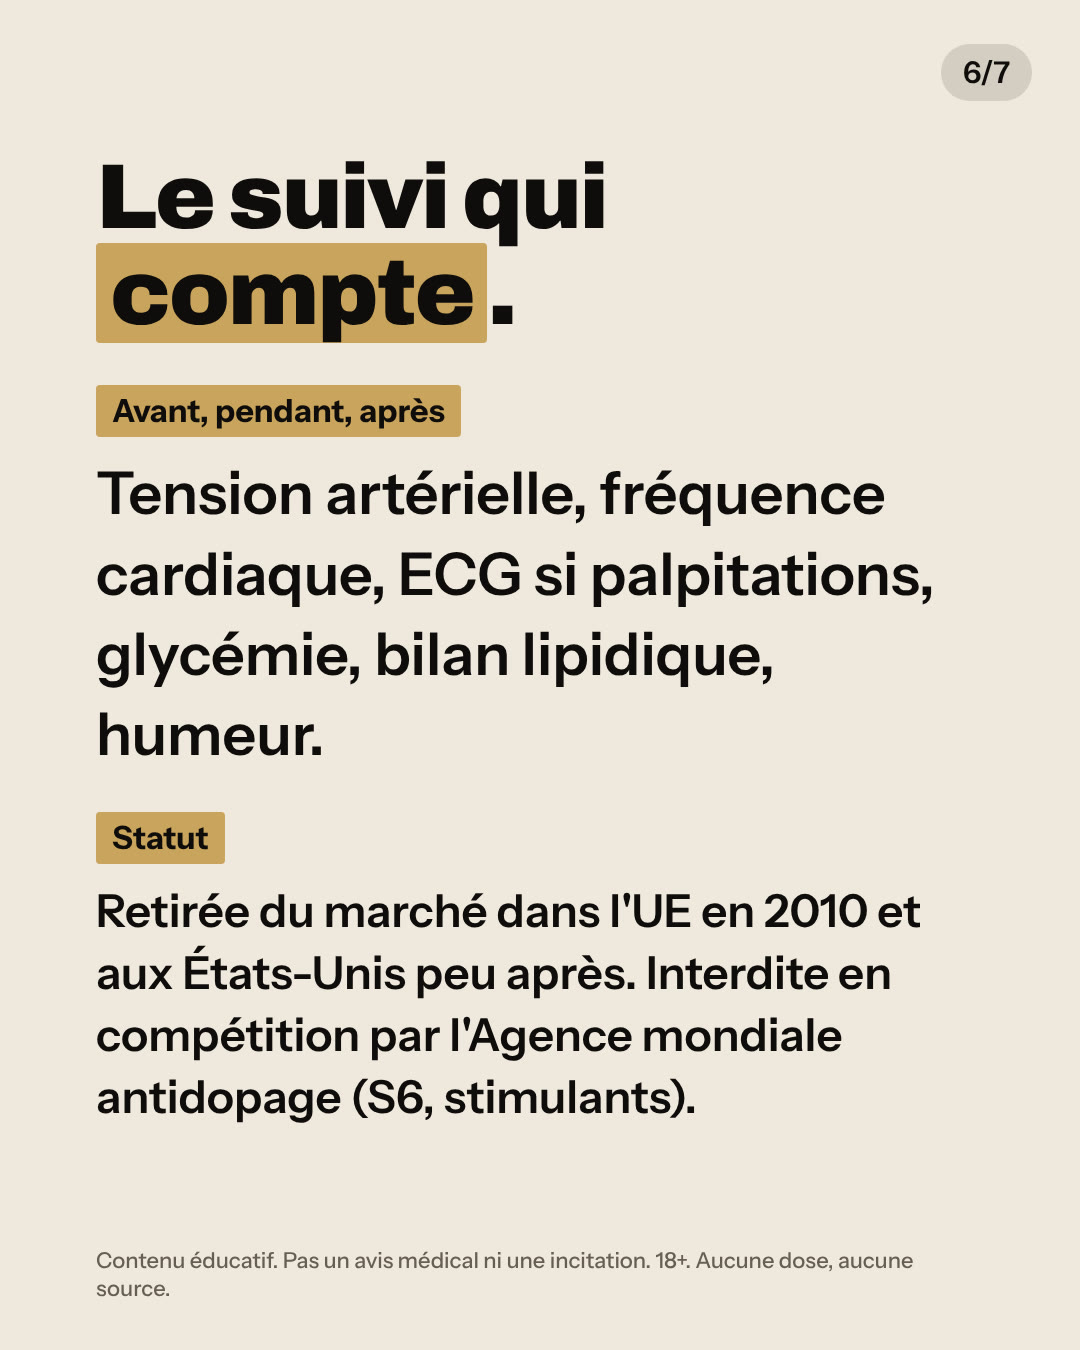 6/7
Le suivi qui
compte.
Avant, pendant, après
Tension artérielle, fréquence
cardiaque, ECG si palpitations,
glycémie, bilan lipidique,
humeur.
Statut
Retirée du marché dans l'UE en 2010 et
aux États-Unis peu après. Interdite en
compétition par l'Agence mondiale
antidopage (S6, stimulants).
Contenu éducatif. Pas un avis médical ni une incitation. 18+. Aucune dose, aucune
source.